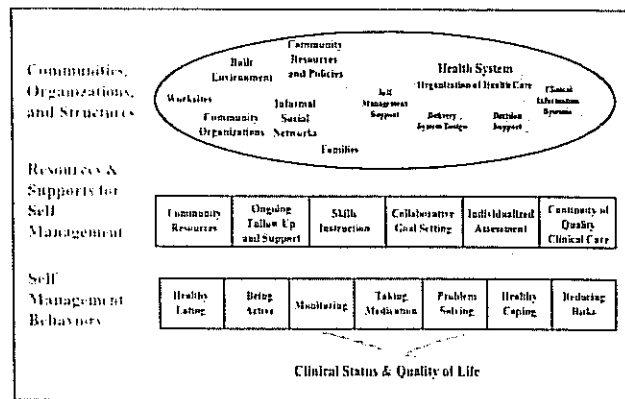 Communities,
Organizations,
and Structures
Built
Environment
Community
Resources
and Policies
Worksites
Community
Organizations
Informal
Social
Networks
Families
Health System
Organization of Health Care
Self
Management
Support
Delivery
System Design
Decision
Support
Clinical
Information
Systems
Resources &
Supports for
Self
Management
Community
Resources
Ongoing
Follow Up
and Support
Skills
Instruction
Collaborative
Goal Setting
Individualized
Assessment
Continuity of
Quality
Clinical Care
Self
Management
Behaviors
Healthy
Eating
Being
Active
Monitoring
Taking
Medication
Problem
Solving
Healthy
Coping
Reducing
Risks
Clinical Status & Quality of Life